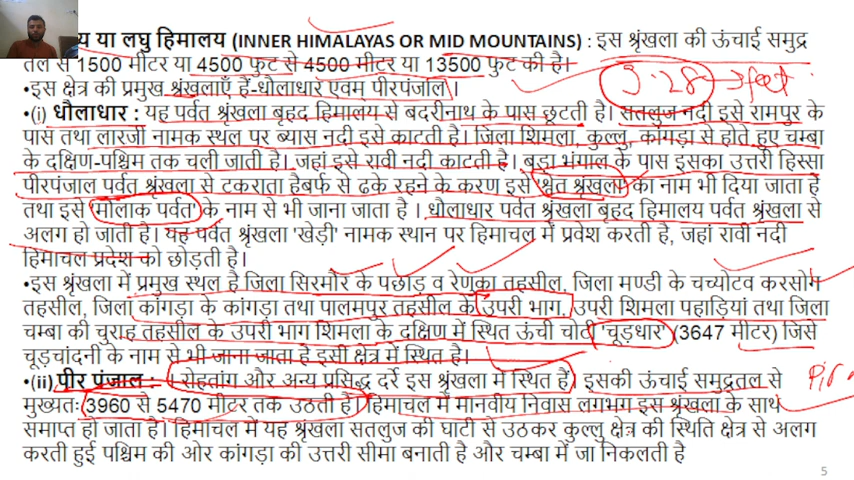 य या लघु हिमालय (INNER HIMALAYAS OR MID MOUNTAINS) : इस श्रृंखला की ऊंचाई समुद्र
तल से 1500 मीटर या 4500 फुट से 4500 मीटर या 13500 फुट की है।
3.28 → feet
•इस क्षेत्र की प्रमुख श्रृंखलाएँ हैं-धौलाधार एवम् पीरपंजाल ।
•(i) धौलाधार : यह पर्वत श्रृंखला बृहद हिमालय से बदरीनाथ के पास छूटती है। सतलुज नदी इसे रामपुर के
पास तथा लारजी नामक स्थल पर ब्यास नदी इसे काटती है। जिला शिमला, कुल्लु, कांगड़ा से होते हुए चम्बा
के दक्षिण-पश्चिम तक चली जाती है। जहां इसे रावी नदी काटती है। बड़ा भंगाल के पास इसका उत्तरी हिस्सा
पीरपंजाल पर्वत श्रृंखला से टकराता हैबर्फ से ढके रहने के करण इसे 'श्वेत श्रृंखला' का नाम भी दिया जाता है
तथा इसे 'मोलाक पर्वत' के नाम से भी जाना जाता है । धौलाधार पर्वत श्रृंखला बृहद हिमालय पर्वत श्रृंखला से
अलग हो जाती है। यह पर्वत श्रृंखला 'खेड़ी' नामक स्थान पर हिमाचल में प्रवेश करती है, जहां रावी नदी
हिमाचल प्रदेश को छोड़ती है।
•इस श्रृंखला में प्रमुख स्थल है जिला सिरमौर के पछाड़ व रेणका तहसील, जिला मण्डी के चच्योट करसोग
तहसील, जिला कांगड़ा के कांगड़ा तथा पालमपुर तहसील के उपरी भाग, उपरी शिमला पहाड़ियां तथा जिला
चम्बा की चुराह तहसील के उपरी भाग शिमला के दक्षिण में स्थित ऊंची चोटी 'चूड़धार' (3647 मीटर) जिसे
चूड़चांदनी के नाम से भी जाना जाता है इसी क्षेत्र में स्थित है।
•(ii) पीर पंजाल : । रोहतांग और अन्य प्रसिद्ध दर्रे इस श्रृंखला में स्थित हैं। इसकी ऊंचाई समुद्रतल से
मुख्यतः 3960 से 5470 मीटर तक उठती है। हिमाचल में मानवीय निवास लगभग इस श्रृंखला के साथ
समाप्त हो जाता है। हिमाचल में यह श्रृंखला सतलुज की घाटी से उठकर कुल्लु क्षेत्र की स्थिति क्षेत्र से अलग
करती हुई पश्चिम की ओर कांगड़ा की उत्तरी सीमा बनाती है और चम्बा में जा निकलती है
5